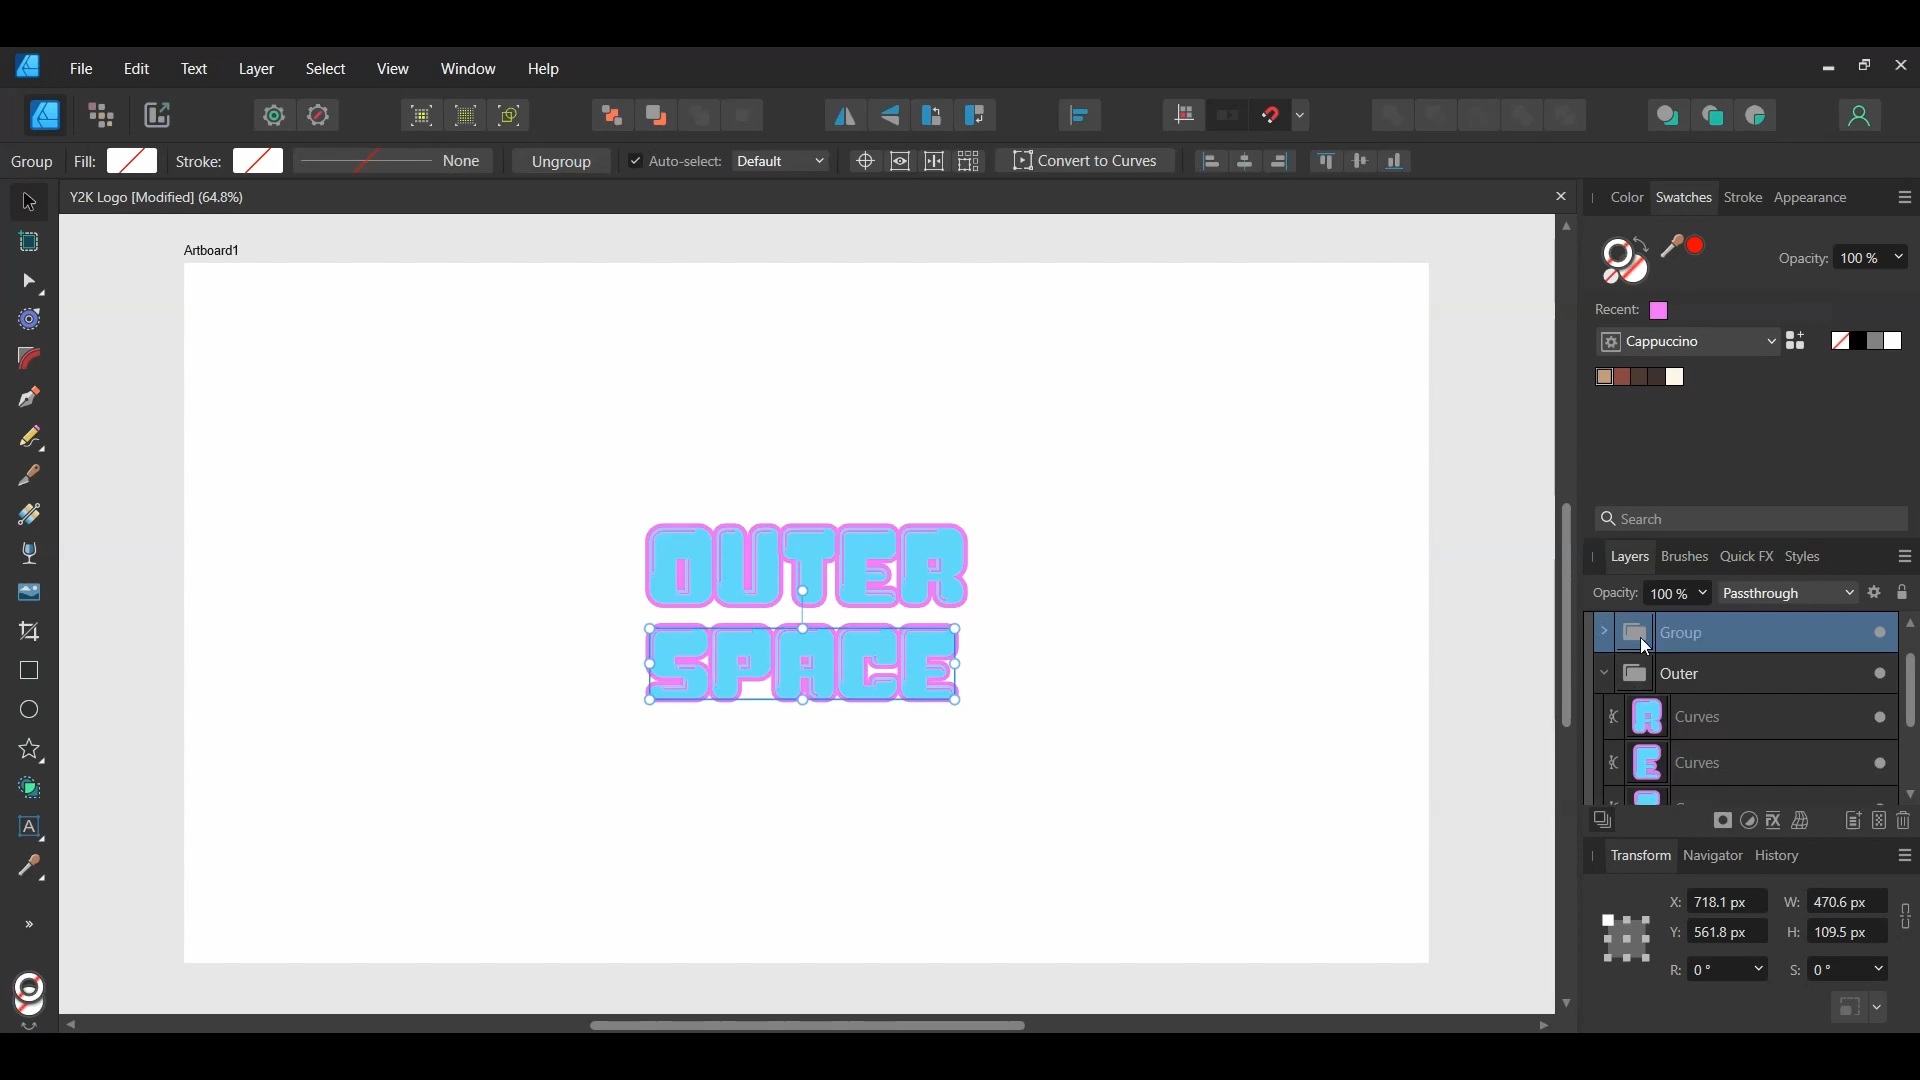 File Edit Text Layer Select View Window Help
Group Fill: Stroke: None Ungroup Auto-select: Default Convert to Curves
Y2K Logo [Modified] (64.8%)
Color Swatches Stroke Appearance
Artboard1
Opacity: 100 %
Recent:
Cappuccino
Search
OUTER
SPACE
Layers Brushes Quick FX Styles
Opacity: 100 % Passthrough
Group
Outer
R Curves
E Curves
Transform Navigator History
X: 718.1 px W: 470.6 px
Y: 561.8 px H: 109.5 px
R: 0 ° S: 0 °